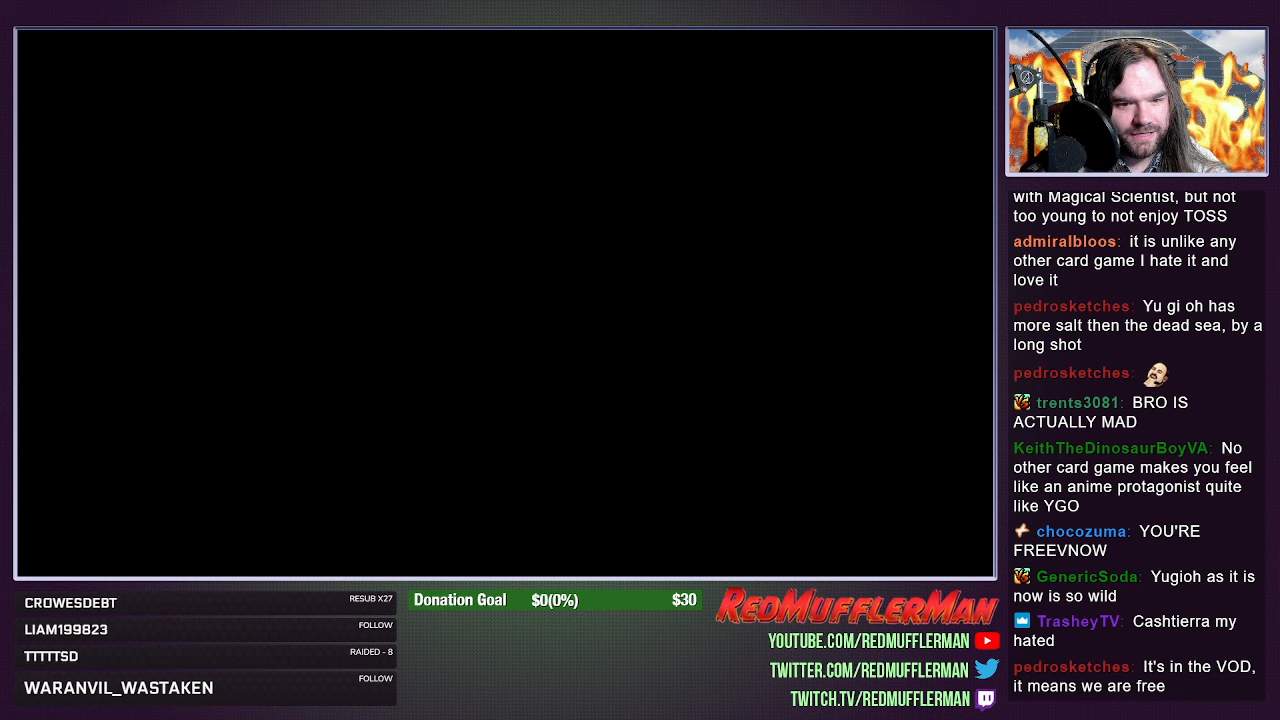 with Magical Scientist, but not
too young to not enjoy TOSS
admiralbloos: it is unlike any
other card game I hate it and
love it
pedrosketches: Yu gi oh has
more salt then the dead sea, by a
long shot
pedrosketches:
trents3081: BRO IS
ACTUALLY MAD
KeithTheDinosaurBoyVA: No
other card game makes you feel
like an anime protagonist quite
like YGO
chocozuma: YOU'RE
FREEVNOW
GenericSoda: Yugioh as it is
now is so wild
TrasheyTV: Cashtierra my
hated
pedrosketches: It's in the VOD,
it means we are free
CROWESDEBT RESUB X27
LIAM199823 FOLLOW
TTTTTSD RAIDED - 8
WARANVIL_WASTAKEN FOLLOW
Donation Goal $0(0%) $30
REDMUFFLERMAN
YOUTUBE.COM/REDMUFFLERMAN
TWITTER.COM/REDMUFFLERMAN
TWITCH.TV/REDMUFFLERMAN